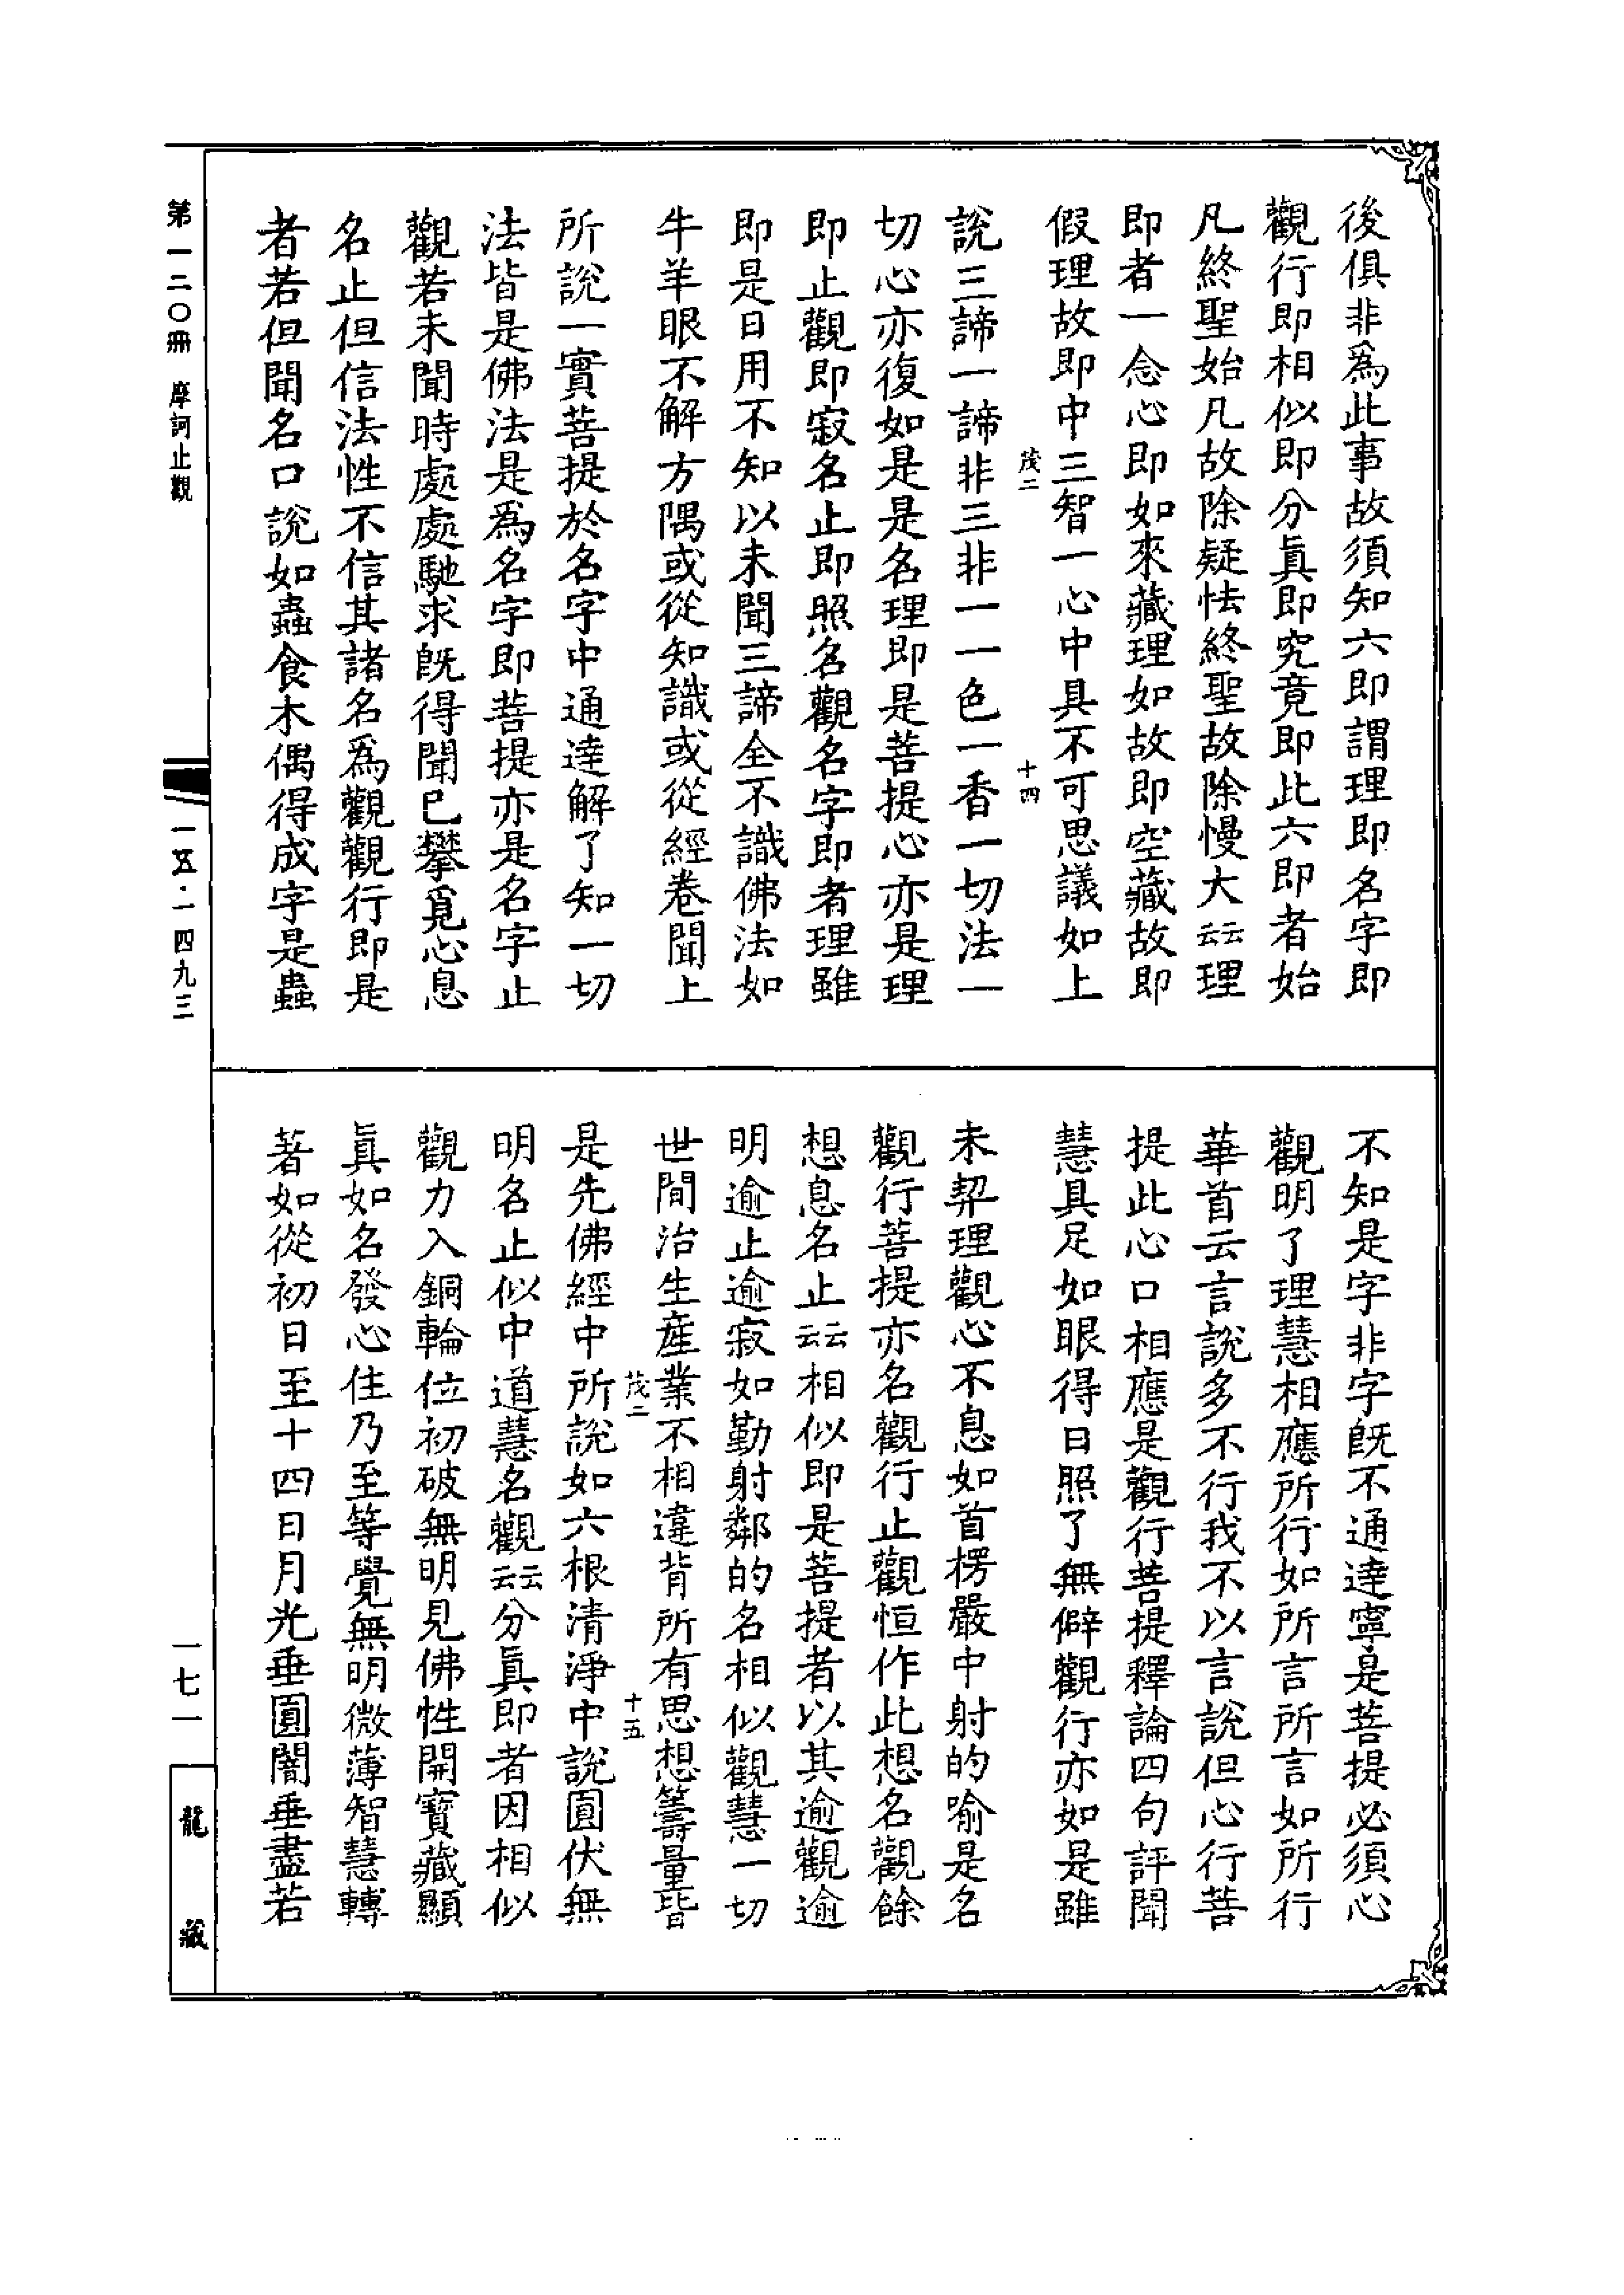 後俱非爲此事故須知六即謂理即名字即
觀行即相似即分眞即究竟即此六即者始
凡終聖始凡故除疑怯終聖故除慢大云云理
即者一念心即如來藏理如故即空藏故即
假理故即中三智一心中具不可思議如上
茂二 十四
說三諦一諦非三非一一色一香一切法一
切心亦復如是是名理即是菩提心亦是理
即止觀即寂名止即照名觀名字即者理雖
即是日用不知以未聞三諦全不識佛法如
牛羊眼不解方隅或從知識或從經卷聞上
所說一實菩提於名字中通達解了知一切
法皆是佛法是爲名字即菩提亦是名字止
觀若未聞時處處馳求旣得聞已攀覓心息
名止但信法性不信其諸名爲觀觀行即是
者若但聞名口說如蟲食木偶得成字是蟲
不知是字非字旣不通達寧是菩提必須心
觀明了理慧相應所行如所言所言如所行
華首云言說多不行我不以言說但心行菩
提此心口相應是觀行菩提釋論四句評聞
慧具足如眼得日照了無僻觀行亦如是雖
未契理觀心不息如首楞嚴中射的喻是名
觀行菩提亦名觀行止觀恒作此想名觀餘
想息名止云云相似即是菩提者以其逾觀逾
明逾止逾寂如勤射鄰的名相似觀慧一切
世間治生產業不相違背所有思想籌量皆
茂二 十五
是先佛經中所說如六根清淨中說圓伏無
明名止似中道慧名觀云云分眞即者因相似
觀力入銅輪位初破無明見佛性開寶藏顯
眞如名發心住乃至等覺無明微薄智慧轉
著如從初日至十四日月光垂圓闇垂盡若
第一二〇冊 摩訶止觀
一五·一四九三
一七一
龍藏